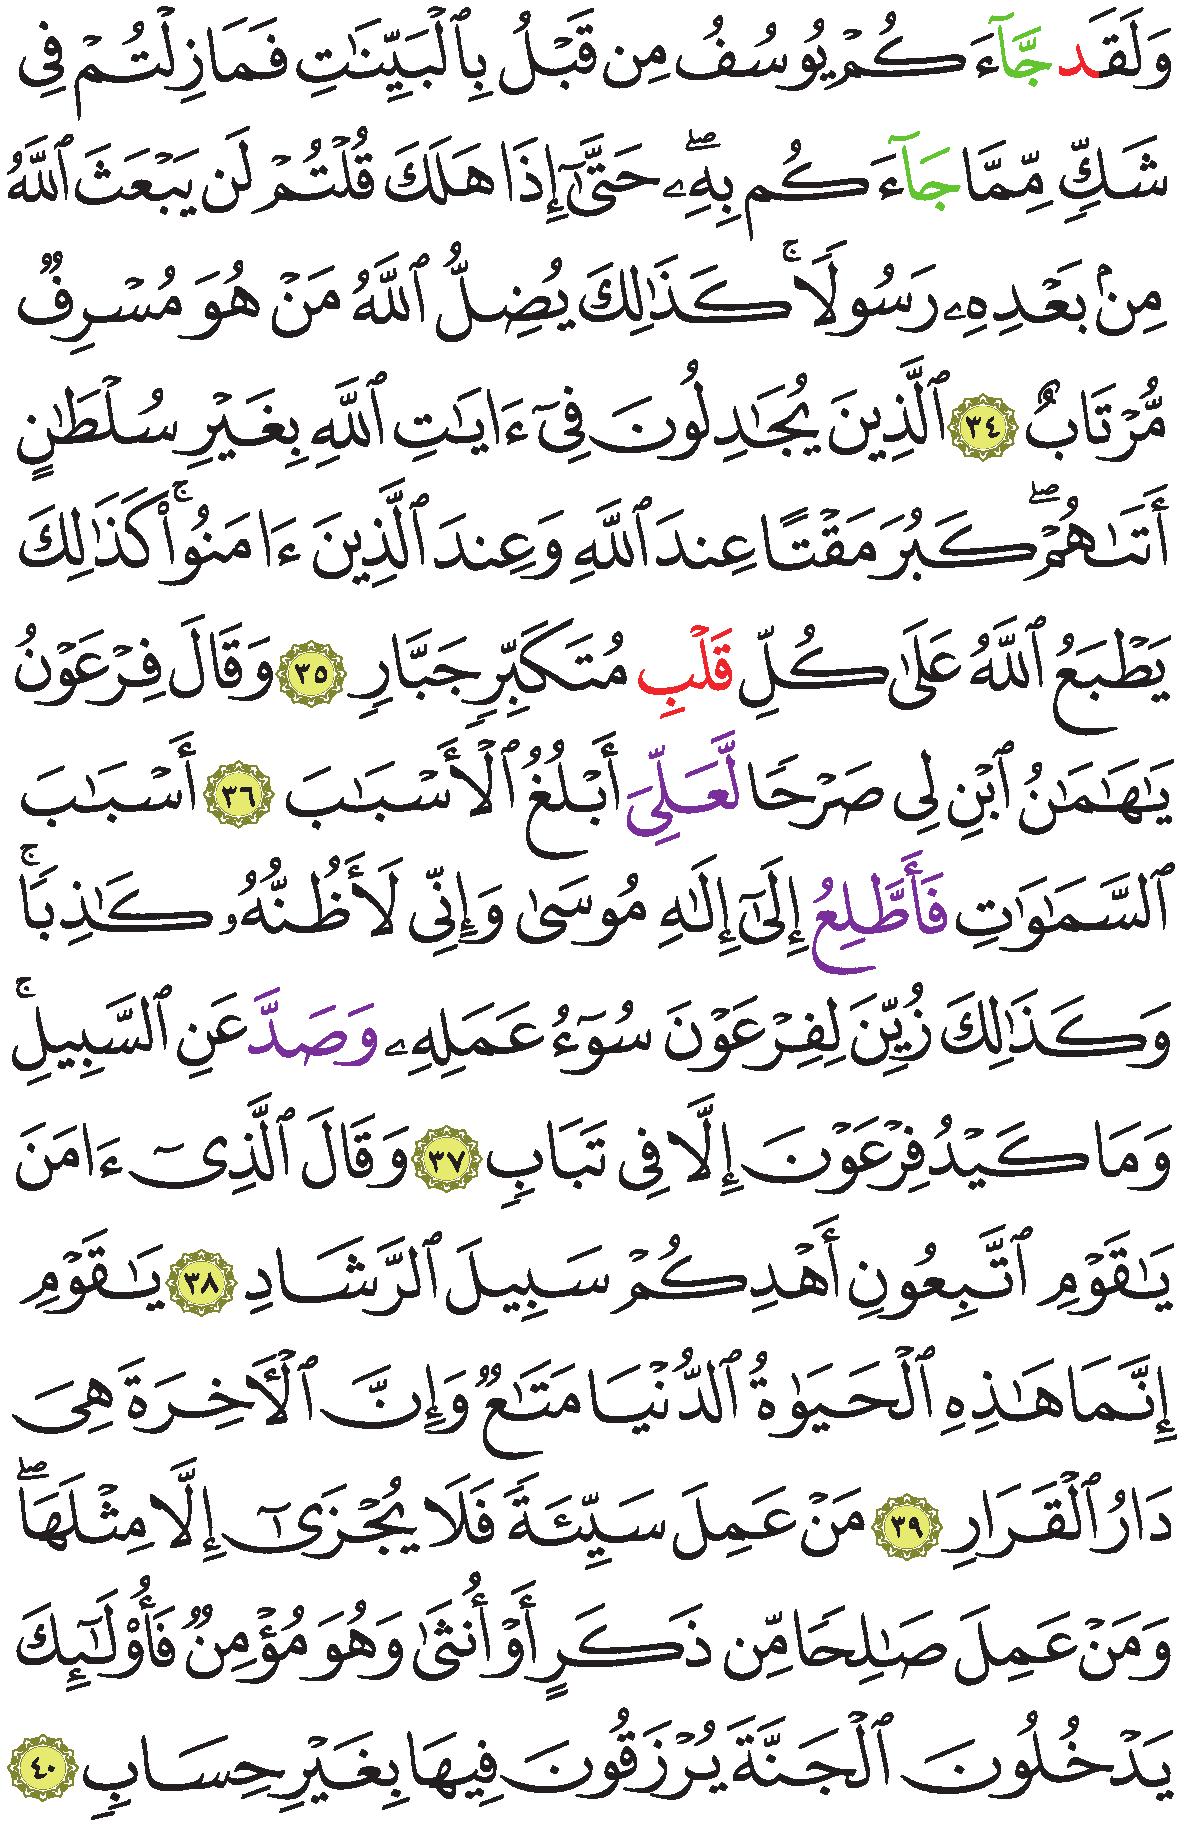 وَلَقَد جَّآءَكُمْ يُوسُفُ مِن قَبْلُ بِٱلْبَيِّنَٰتِ فَمَا زِلْتُمْ فِى
شَكٍّ مِّمَّا جَآءَكُم بِهِۦۖ حَتَّىٰٓ إِذَا هَلَكَ قُلْتُمْ لَن يَبْعَثَ ٱللَّهُ
مِنۢ بَعْدِهِۦ رَسُولًاۚ كَذَٰلِكَ يُضِلُّ ٱللَّهُ مَنْ هُوَ مُسْرِفٌ
مُّرْتَابٌ ٣٤ ٱلَّذِينَ يُجَٰدِلُونَ فِىٓ ءَايَٰتِ ٱللَّهِ بِغَيْرِ سُلْطَٰنٍ
أَتَىٰهُمْۖ كَبُرَ مَقْتًا عِندَ ٱللَّهِ وَعِندَ ٱلَّذِينَ ءَامَنُوا۟ۚ كَذَٰلِكَ
يَطْبَعُ ٱللَّهُ عَلَىٰ كُلِّ قَلْبِ مُتَكَبِّرٍ جَبَّارٍ ٣٥ وَقَالَ فِرْعَوْنُ
يَٰهَٰمَٰنُ ٱبْنِ لِى صَرْحًا لَّعَلِّىَ أَبْلُغُ ٱلْأَسْبَٰبَ ٣٦ أَسْبَٰبَ
ٱلسَّمَٰوَٰتِ فَأَطَّلِعُ إِلَىٰٓ إِلَٰهِ مُوسَىٰ وَإِنِّى لَأَظُنُّهُۥ كَٰذِبًاۚ
وَكَذَٰلِكَ زُيِّنَ لِفِرْعَوْنَ سُوٓءُ عَمَلِهِۦ وَصَدَّ عَنِ ٱلسَّبِيلِۚ
وَمَا كَيْدُ فِرْعَوْنَ إِلَّا فِى تَبَابٍ ٣٧ وَقَالَ ٱلَّذِىٓ ءَامَنَ
يَٰقَوْمِ ٱتَّبِعُونِ أَهْدِكُمْ سَبِيلَ ٱلرَّشَادِ ٣٨ يَٰقَوْمِ
إِنَّمَا هَٰذِهِ ٱلْحَيَوٰةُ ٱلدُّنْيَا مَتَٰعٌ وَإِنَّ ٱلْأَخِرَةَ هِىَ
دَارُ ٱلْقَرَارِ ٣٩ مَنْ عَمِلَ سَيِّئَةً فَلَا يُجْزَىٰٓ إِلَّا مِثْلَهَاۖ
وَمَنْ عَمِلَ صَٰلِحًا مِّن ذَكَرٍ أَوْ أُنثَىٰ وَهُوَ مُؤْمِنٌ فَأُو۟لَٰٓئِكَ
يَدْخُلُونَ ٱلْجَنَّةَ يُرْزَقُونَ فِيهَا بِغَيْرِ حِسَابٍ ٤٠